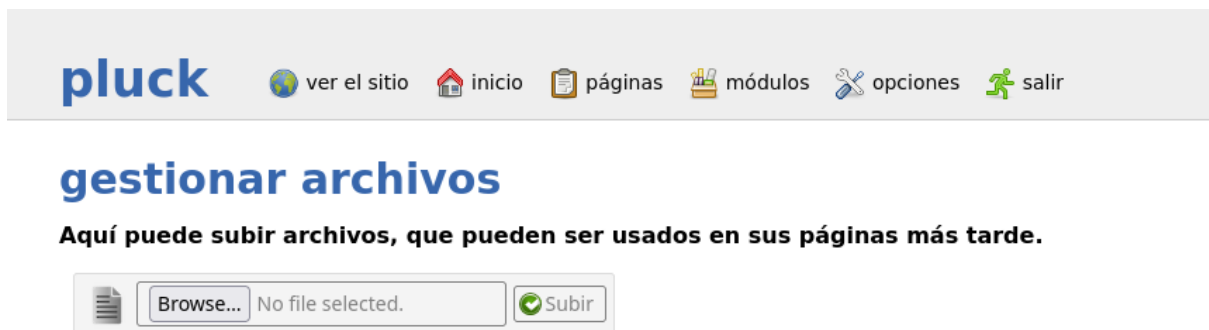 pluck ver el sitio inicio páginas módulos opciones salir
gestionar archivos
Aquí puede subir archivos, que pueden ser usados en sus páginas más tarde.
Browse... No file selected. Subir